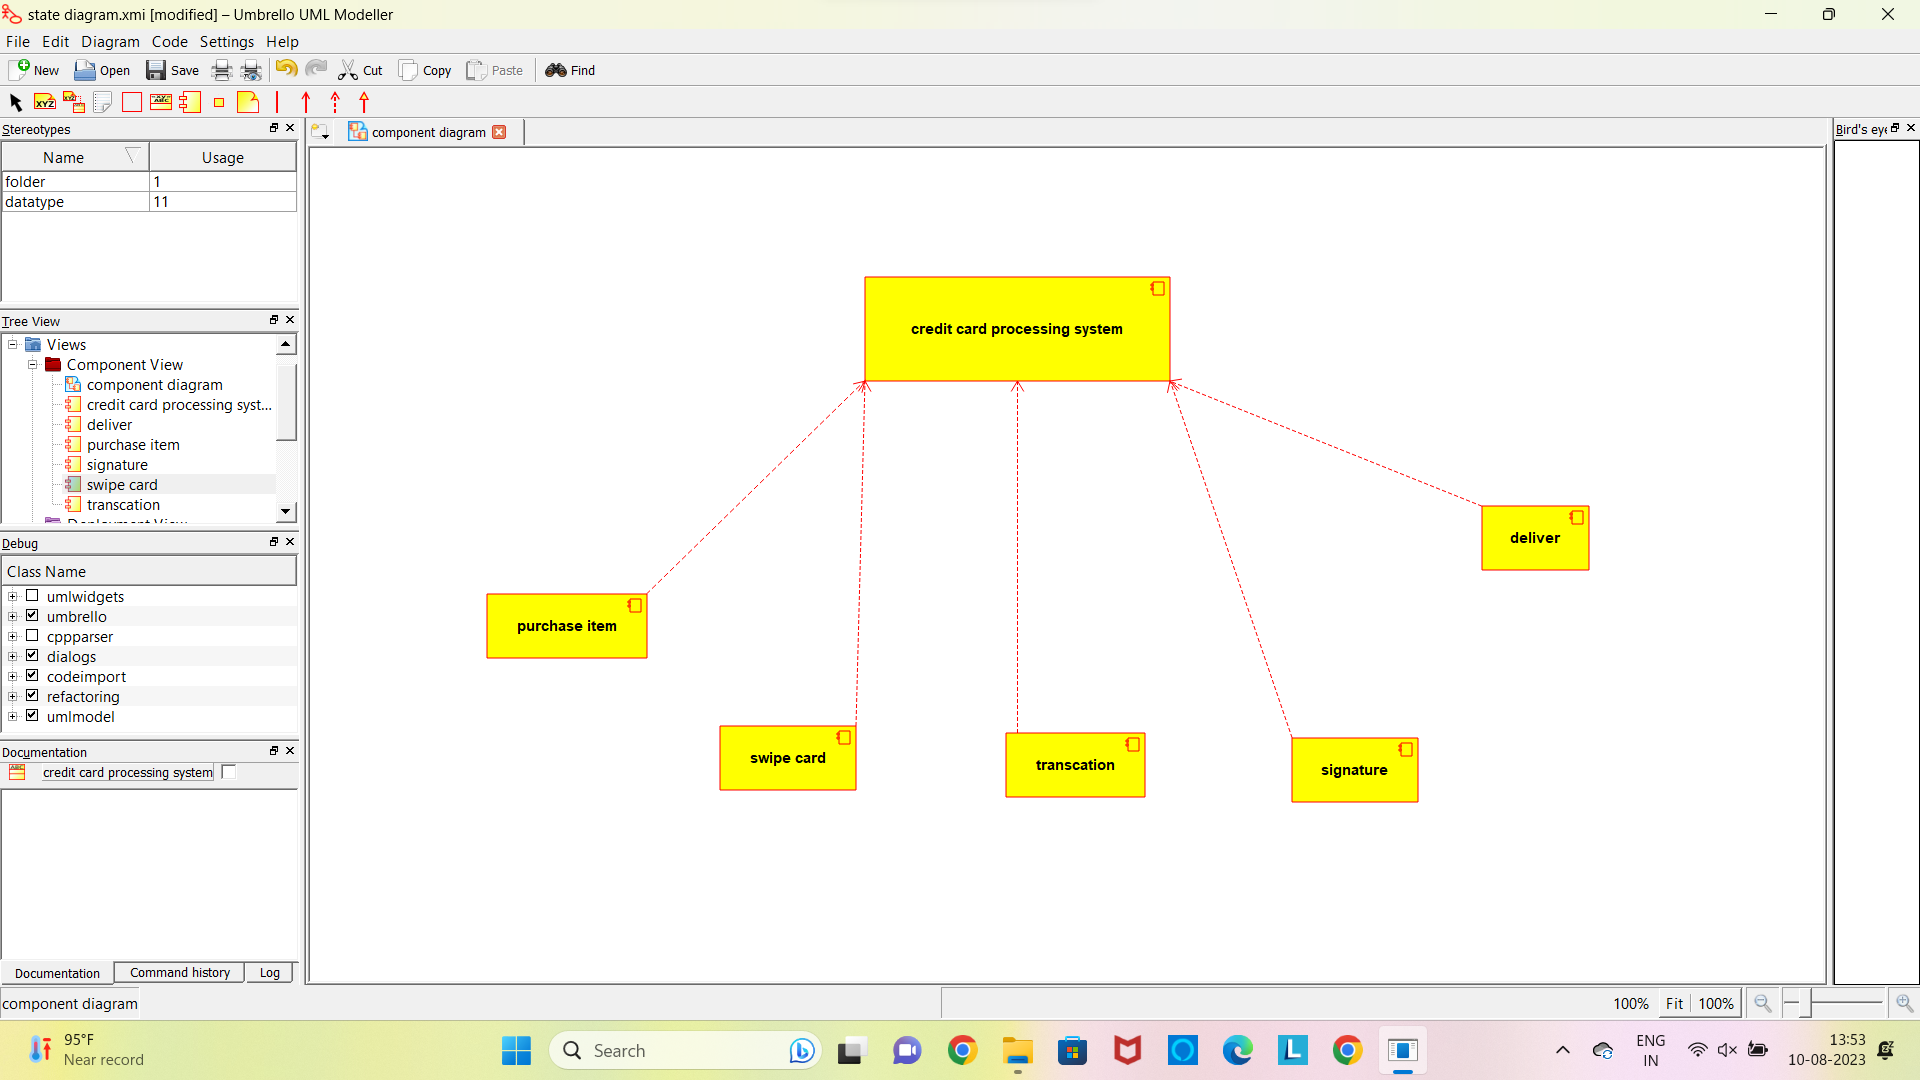 state diagram.xmi [modified] – Umbrello UML Modeller
File Edit Diagram Code Settings Help
New Open Save Cut Copy Paste Find
XYZ XYZ ABC
Stereotypes
Name Usage
folder 1
datatype 11
Tree View
Views
Component View
component diagram
credit card processing syst...
deliver
purchase item
signature
swipe card
transcation
Deployment View
Debug
Class Name
umlwidgets
umbrello
cppparser
dialogs
codeimport
refactoring
umlmodel
Documentation
credit card processing system
Documentation Command history Log
component diagram
component diagram
Bird's eye
credit card processing system
deliver
purchase item
swipe card
transcation
signature
100% Fit 100%
95°F
Near record
Search
ENG
IN
13:53
10-08-2023